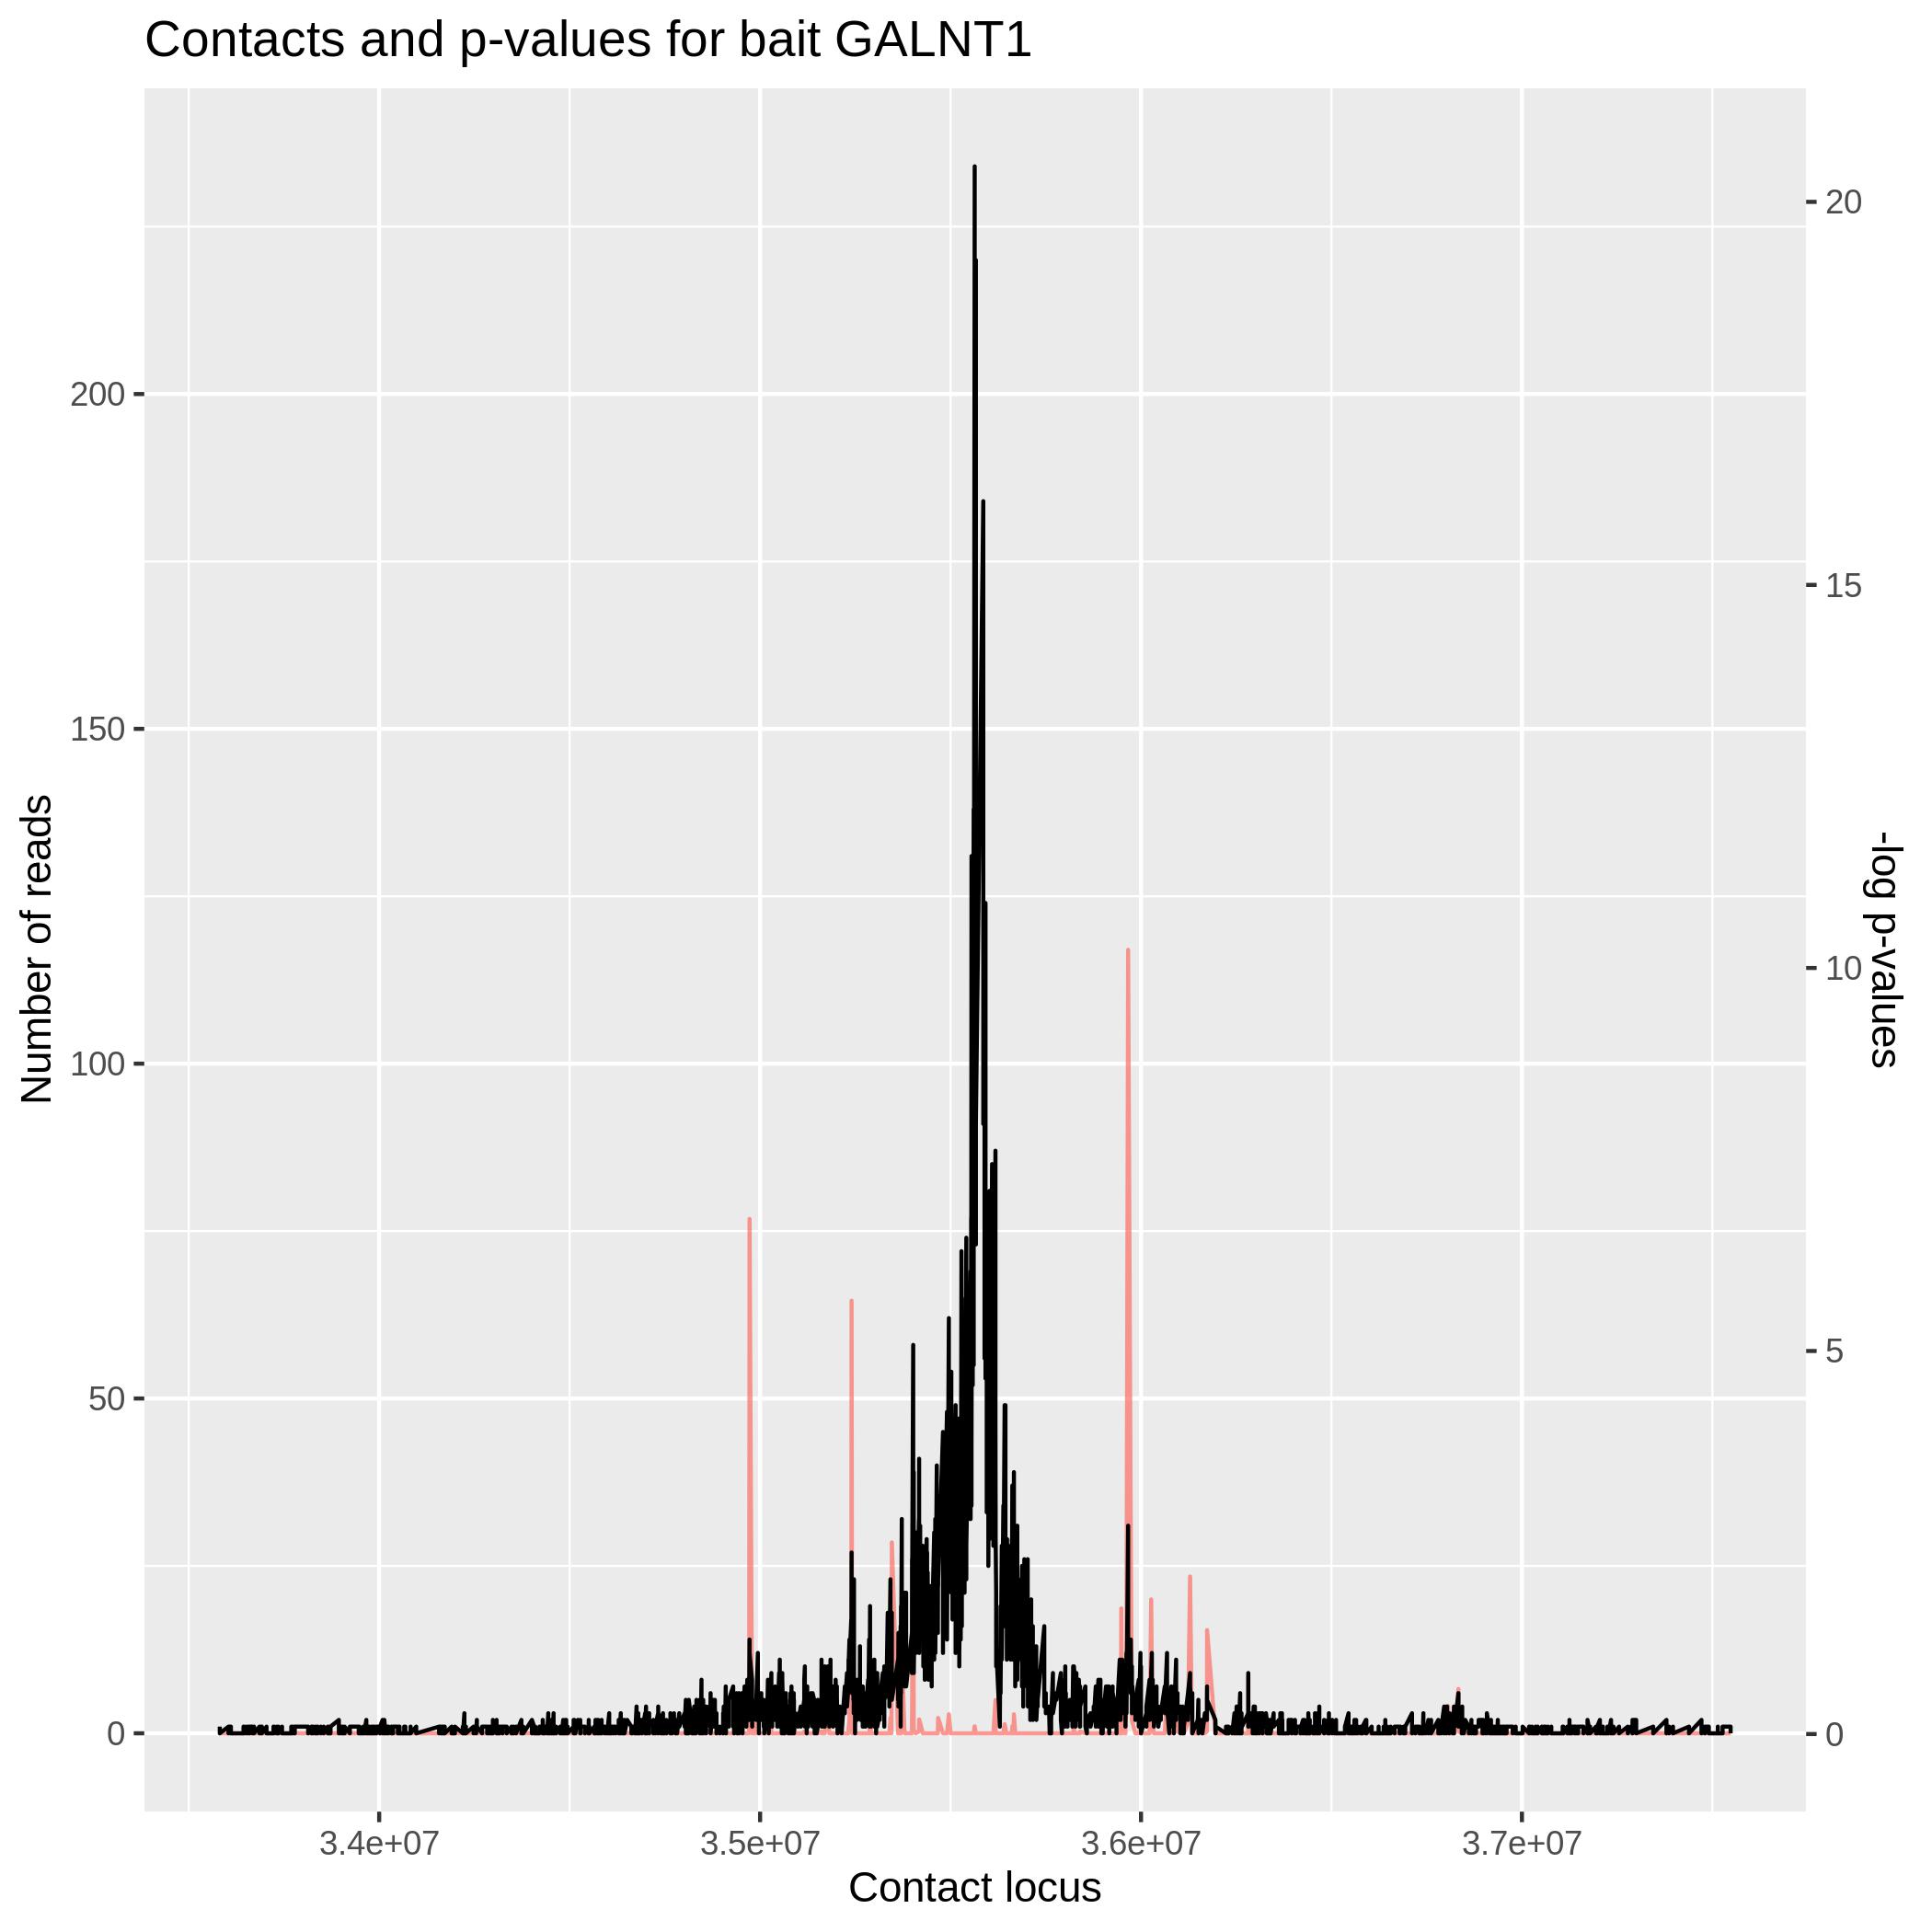 Contacts and p-values for bait GALNT1
Number of reads
200
150
100
50
0
20
15
10
5
0
-log p-values
3.4e+07 3.5e+07 3.6e+07 3.7e+07
Contact locus